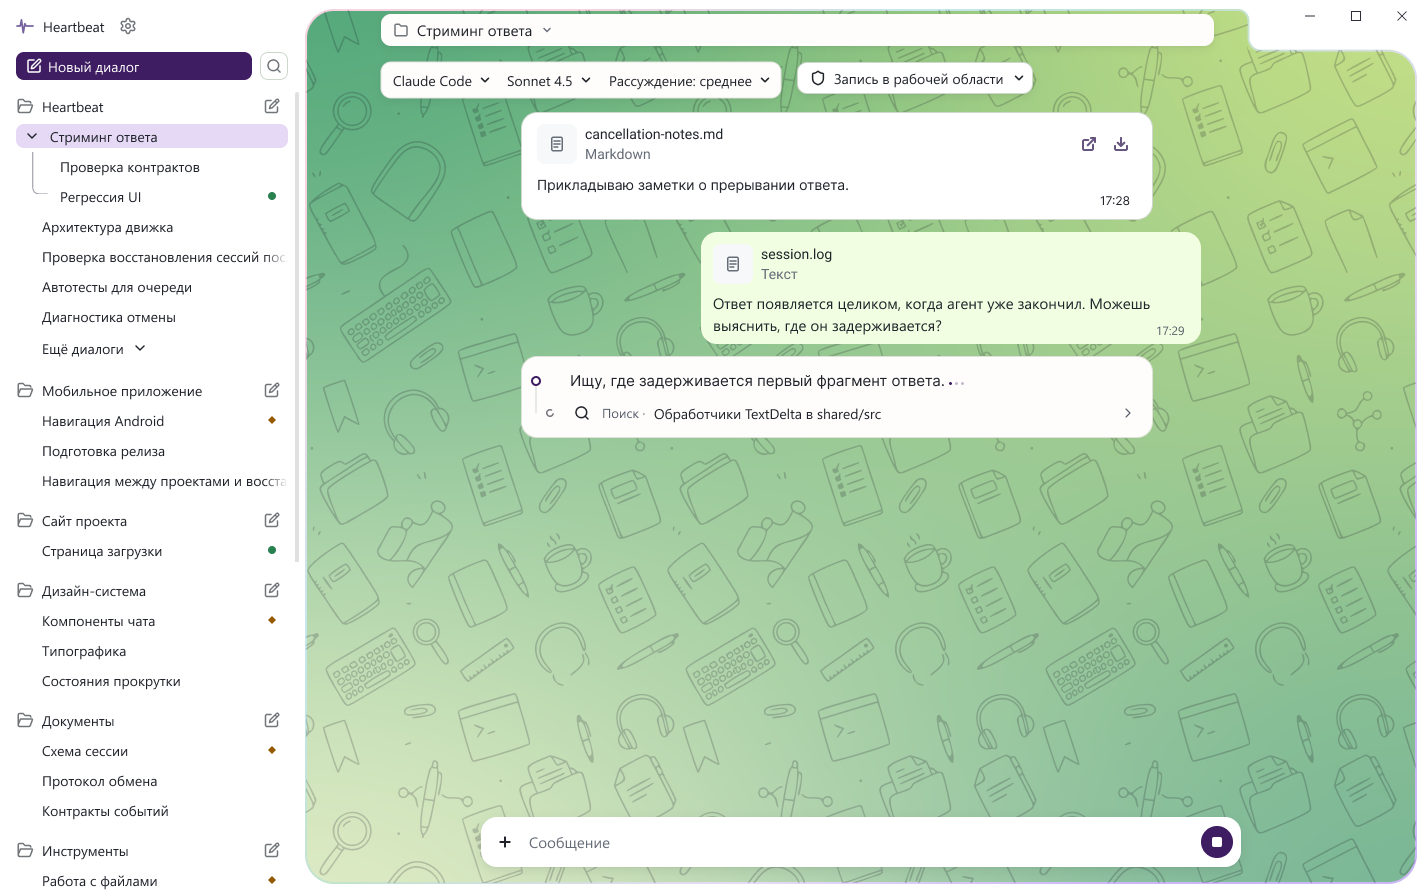 Heartbeat
Новый диалог
Heartbeat
Стриминг ответа
Проверка контрактов
Регрессия UI
Архитектура движка
Проверка восстановления сессий пос
Автотесты для очереди
Диагностика отмены
Ещё диалоги
Мобильное приложение
Навигация Android
Подготовка релиза
Навигация между проектами и восста
Сайт проекта
Страница загрузки
Дизайн-система
Компоненты чата
Типографика
Состояния прокрутки
Документы
Схема сессии
Протокол обмена
Контракты событий
Инструменты
Работа с файлами
Стриминг ответа
Claude Code Sonnet 4.5 Рассуждение: среднее Запись в рабочей области
cancellation-notes.md
Markdown
Прикладываю заметки о прерывании ответа.
17:28
session.log
Текст
Ответ появляется целиком, когда агент уже закончил. Можешь
выяснить, где он задерживается?
17:29
Ищу, где задерживается первый фрагмент ответа.
Поиск · Обработчики TextDelta в shared/src
Сообщение